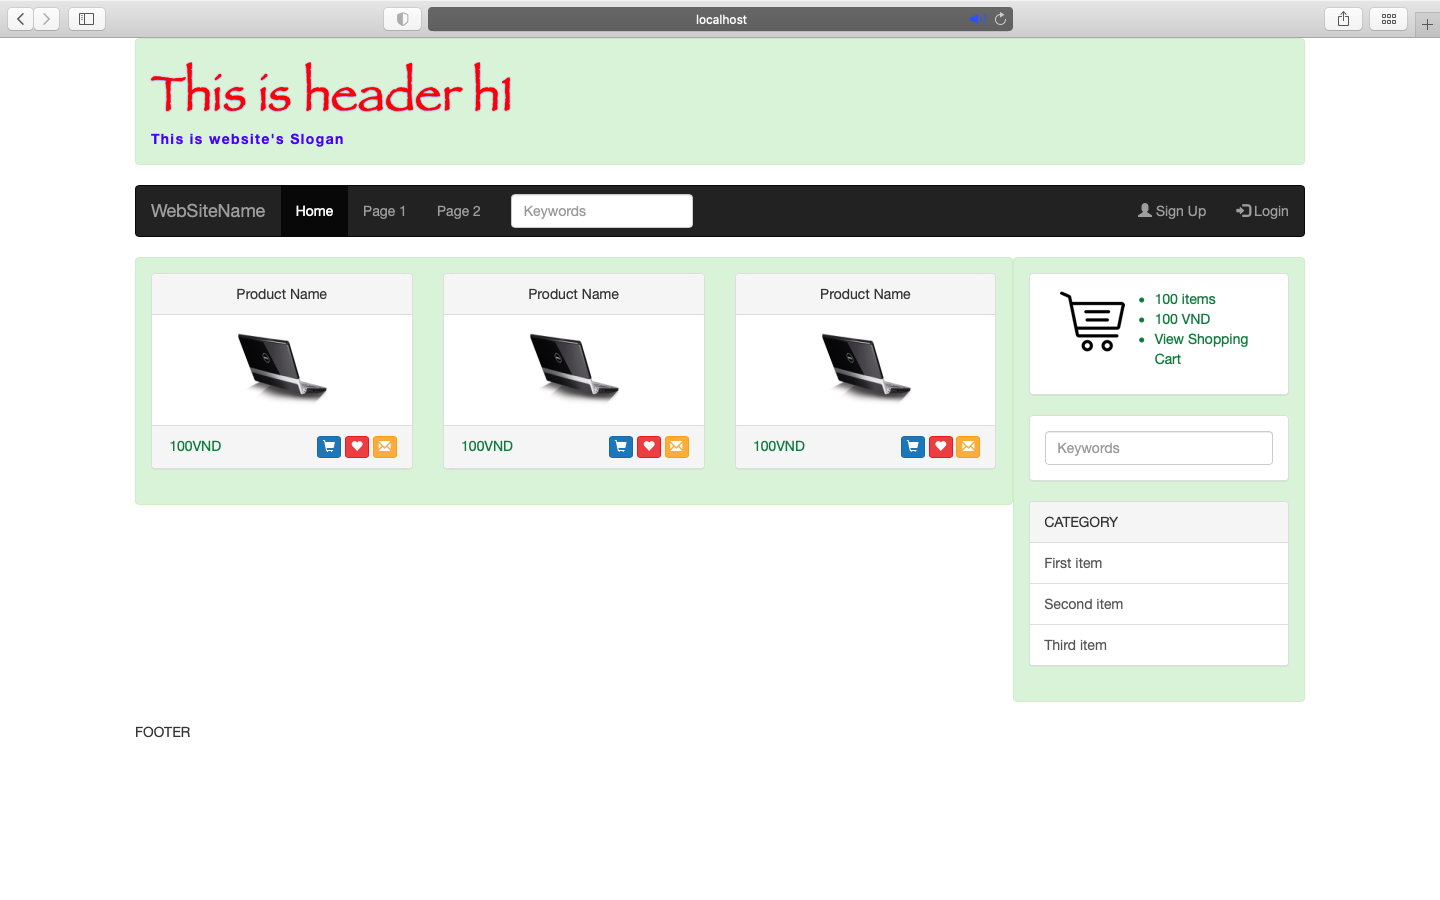 localhost
This is header h1
This is website's Slogan
WebSiteName Home Page 1 Page 2 Keywords Sign Up Login
Product Name Product Name Product Name
100VND 100VND 100VND
100 items
100 VND
View Shopping
Cart
Keywords
CATEGORY
First item
Second item
Third item
FOOTER